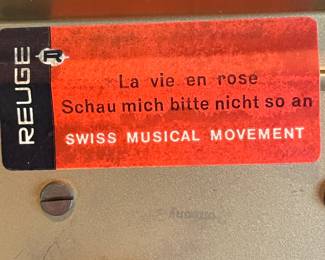 REUGE
R
La vie en rose
Schau mich bitte nicht so an
SWISS MUSICAL MOVEMENT